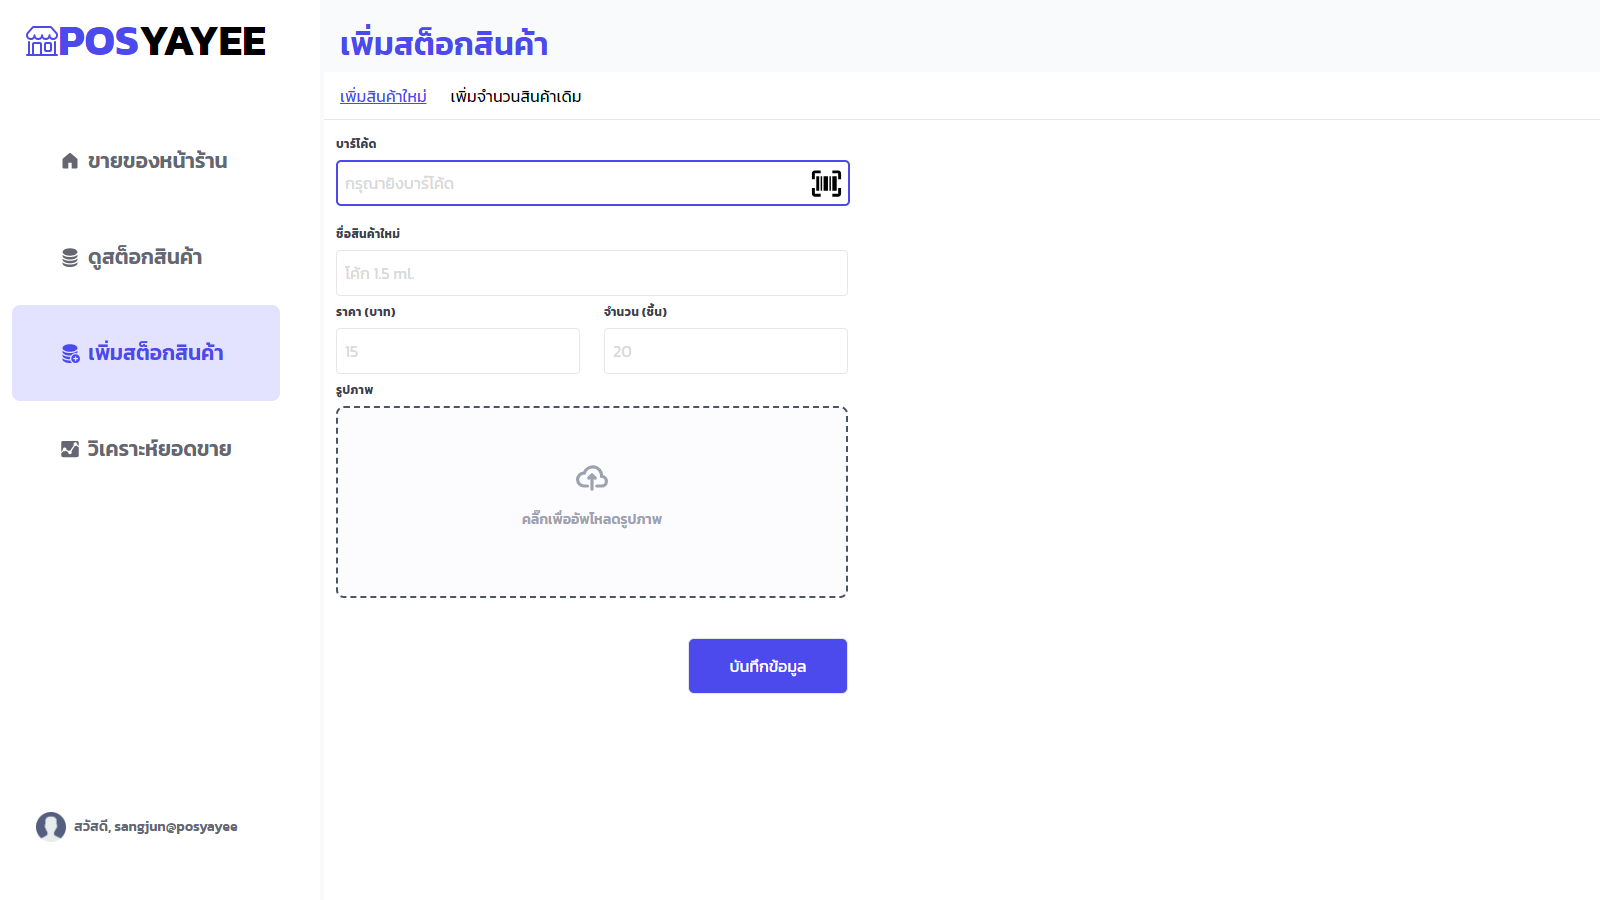 POSYAYEE
ขายของหน้าร้าน
ดูสต็อกสินค้า
เพิ่มสต็อกสินค้า
วิเคราะห์ยอดขาย
สวัสดี, sangjun@posyayee
เพิ่มสต็อกสินค้า
เพิ่มสินค้าใหม่ เพิ่มจำนวนสินค้าเดิม
บาร์โค้ด
กรุณายิงบาร์โค้ด
ชื่อสินค้าใหม่
โค้ก 1.5 ml.
ราคา (บาท) จำนวน (ชิ้น)
15 20
รูปภาพ
คลิ๊กเพื่ออัพโหลดรูปภาพ
บันทึกข้อมูล